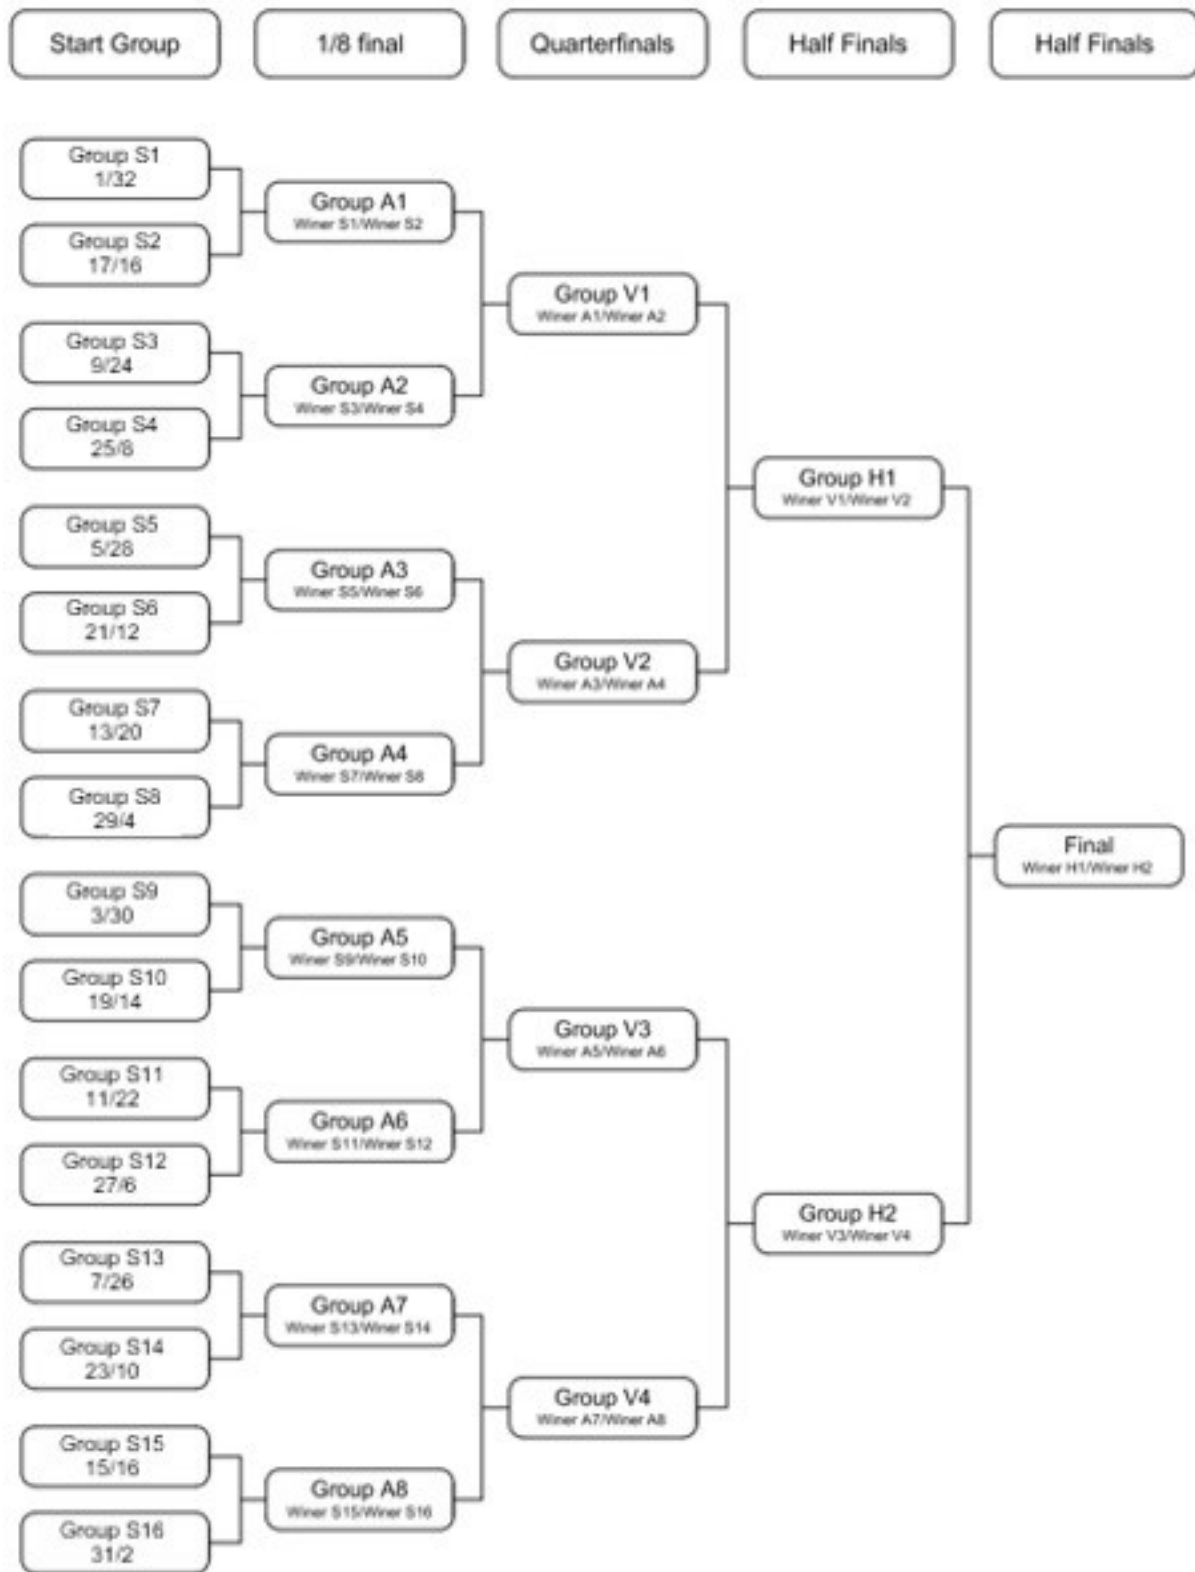 Start Group
1/8 final
Quarterfinals
Half Finals
Half Finals
Group S1
1/32
Group S2
17/16
Group S3
9/24
Group S4
25/8
Group S5
5/28
Group S6
21/12
Group S7
13/20
Group S8
29/4
Group S9
3/30
Group S10
19/14
Group S11
11/22
Group S12
27/6
Group S13
7/26
Group S14
23/10
Group S15
15/16
Group S16
31/2
Group A1
Winer S1/Winer S2
Group A2
Winer S3/Winer S4
Group A3
Winer S5/Winer S6
Group A4
Winer S7/Winer S8
Group A5
Winer S9/Winer S10
Group A6
Winer S11/Winer S12
Group A7
Winer S13/Winer S14
Group A8
Winer S15/Winer S16
Group V1
Winer A1/Winer A2
Group V2
Winer A3/Winer A4
Group V3
Winer A5/Winer A6
Group V4
Winer A7/Winer A8
Group H1
Winer V1/Winer V2
Group H2
Winer V3/Winer V4
Final
Winer H1/Winer H2